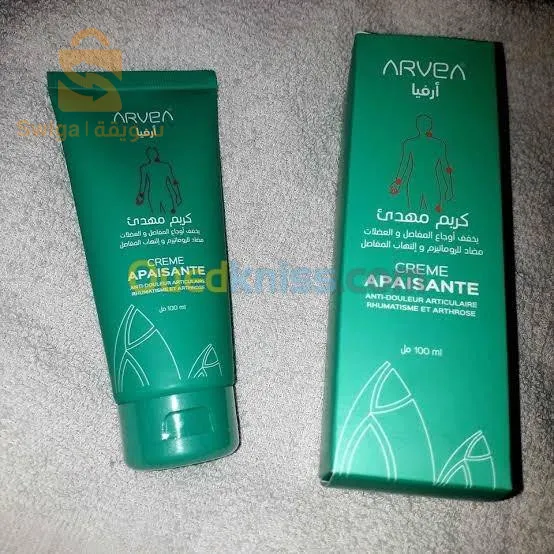 ARVEA
أرفيا
كريم مهدئ
يخفف أوجاع المفاصل و العضلات
مضاد للروماتيزم و إلتهاب المفاصل
CREME
APAISANTE
ANTI-DOULEUR ARTICULAIRE
RHUMATISME ET ARTHROSE
100 ml مل
ARVEA
أرفيا
كريم مهدئ
يخفف أوجاع المفاصل و العضلات
مضاد للروماتيزم و إلتهاب المفاصل
CREME
APAISANTE
ANTI-DOULEUR ARTICULAIRE
RHUMATISME ET ARTHROSE
100 ml مل
سويقة
Ouedkniss.com